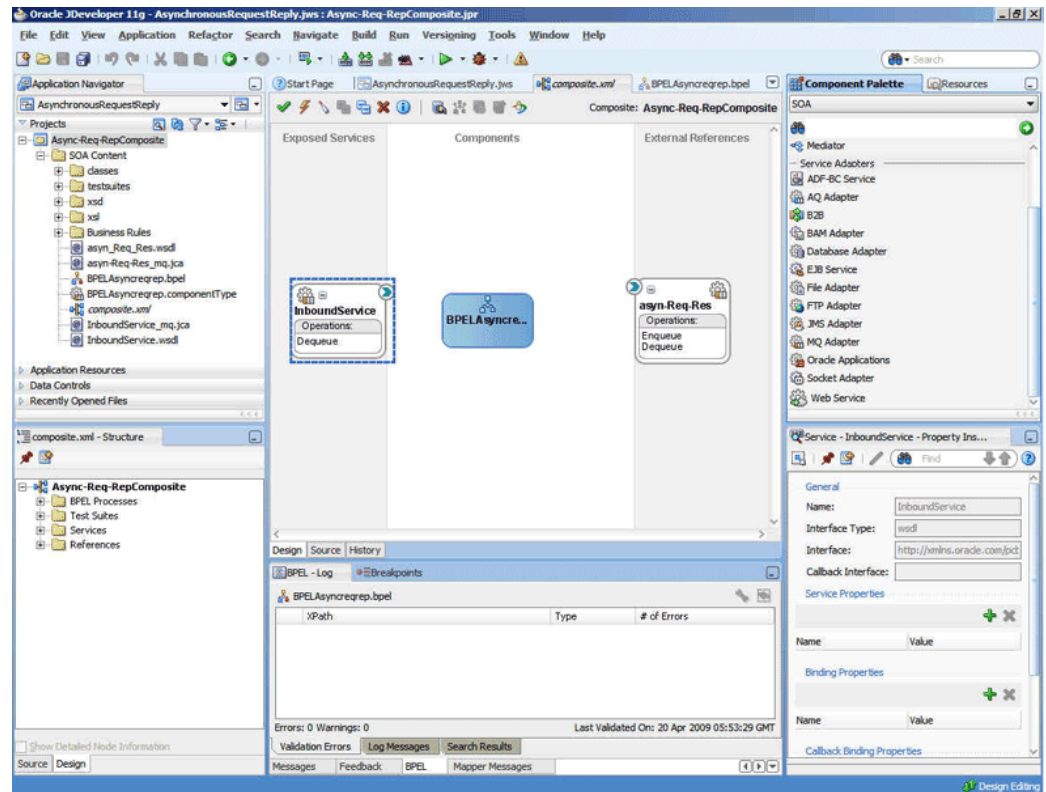 Oracle JDeveloper 11g - AsynchronousRequestReply.jws : Async-Req-RepComposite.jpr
File Edit View Application Refactor Search Navigate Build Run Versioning Tools Window Help
Search
Application Navigator
AsynchronousRequestReply
Projects
Async-Req-RepComposite
SOA Content
classes
testsuites
xsd
xsl
Business Rules
asyn_Req_Res.wsdl
asyn-Req-Res_mq.jca
BPELAsyncreqrep.bpel
BPELAsyncreqrep.componentType
composite.xml
InboundService_mq.jca
InboundService.wsdl
Application Resources
Data Controls
Recently Opened Files
composite.xml - Structure
Async-Req-RepComposite
BPEL Processes
Test Suites
Services
References
Show Detailed Node Information
Source Design
Start Page AsynchronousRequestReply.jws composite.xml BPELAsyncreqrep.bpel
Composite: Async-Req-RepComposite
Exposed Services Components External References
InboundService
Operations:
Dequeue
BPELAsyncre...
asyn-Req-Res
Operations:
Enqueue
Dequeue
Design Source History
BPEL - Log Breakpoints
BPELAsyncreqrep.bpel
XPath Type # of Errors
Errors: 0 Warnings: 0 Last Validated On: 20 Apr 2009 05:53:29 GMT
Validation Errors Log Messages Search Results
Messages Feedback BPEL Mapper Messages
Component Palette Resources
SOA
Mediator
Service Adapters
ADF-BC Service
AQ Adapter
B2B
BAM Adapter
Database Adapter
EJB Service
File Adapter
FTP Adapter
JMS Adapter
MQ Adapter
Oracle Applications
Socket Adapter
Web Service
Service - InboundService - Property Ins...
Find
General
Name: InboundService
Interface Type: wsdl
Interface: http://xmlns.oracle.com/pcb
Callback Interface:
Service Properties
Name Value
Binding Properties
Name Value
Callback Binding Properties
Design Editing